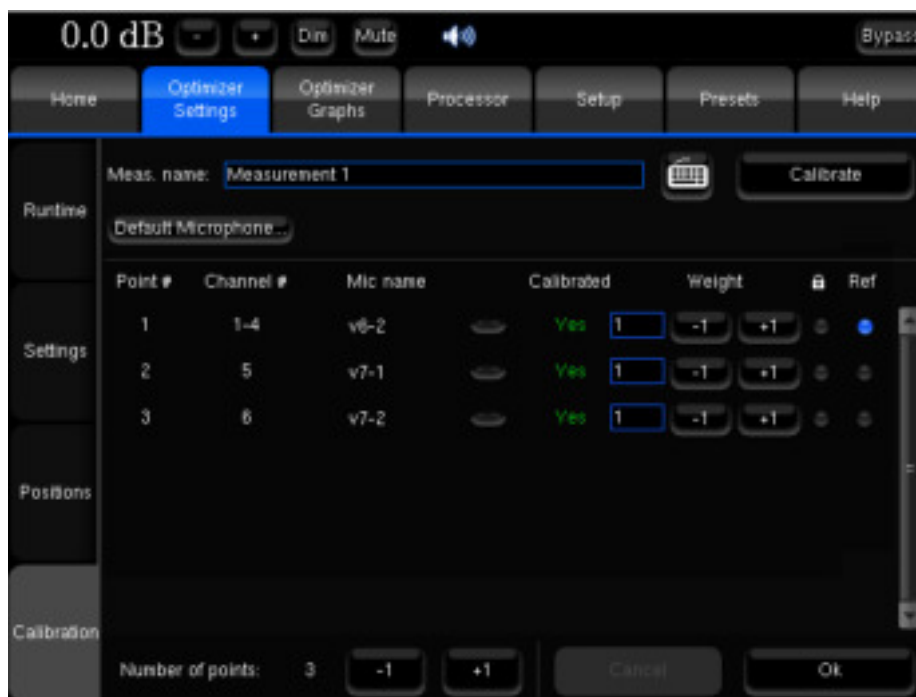 0.0 dB - + Dim Mute Bypass
Home Optimizer Settings Optimizer Graphs Processor Setup Presets Help
Meas. name: Measurement 1 Calibrate
Runtime
Default Microphone...
Point # Channel # Mic name Calibrated Weight Ref
1 1-4 v6-2 Yes 1 -1 +1
Settings
2 5 v7-1 Yes 1 -1 +1
3 6 v7-2 Yes 1 -1 +1
Positions
Calibration
Number of points: 3 -1 +1 Cancel Ok